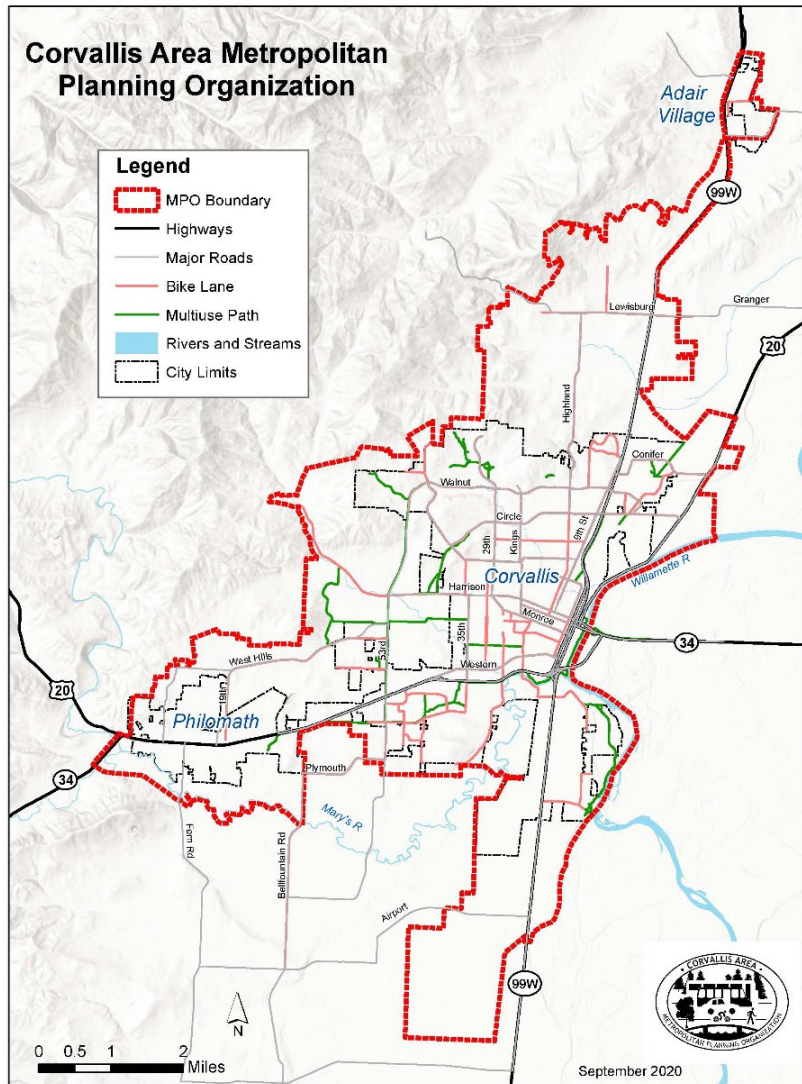 Corvallis Area Metropolitan
Planning Organization
Adair
Village
Legend
MPO Boundary
Highways
Major Roads
Bike Lane
Multiuse Path
Rivers and Streams
City Limits
99W
Lewisburg
Granger
20
Highland
Conifer
Walnut
Circle
29th
Kings
9th St
Corvallis
Willamette R
Harrison
Monroe
35th
53rd
34
West Hills
Western
20
19th
Philomath
Plymouth
34
Mary's R
Fern Rd
Bellfountain Rd
Airport
99W
N
0 0.5 1 2
Miles
September 2020
CORVALLIS AREA
METROPOLITAN PLANNING ORGANIZATION